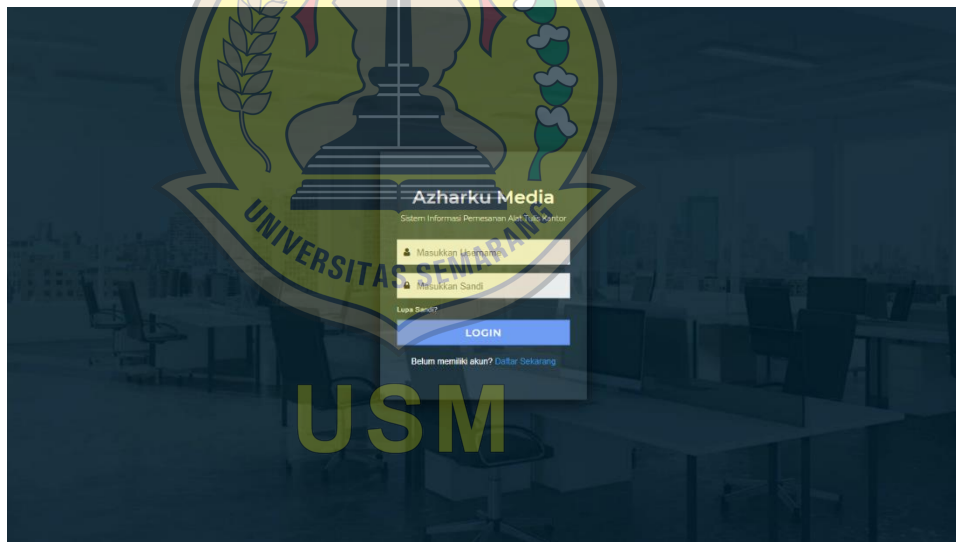 Azharku Media
Sistem Informasi Pemesanan Alat Tulis Kantor
Masukkan Username
UNIVERSITAS SEMARANG
Masukkan Sandi
Lupa Sandi?
LOGIN
Belum memiliki akun? Daftar Sekarang
USM